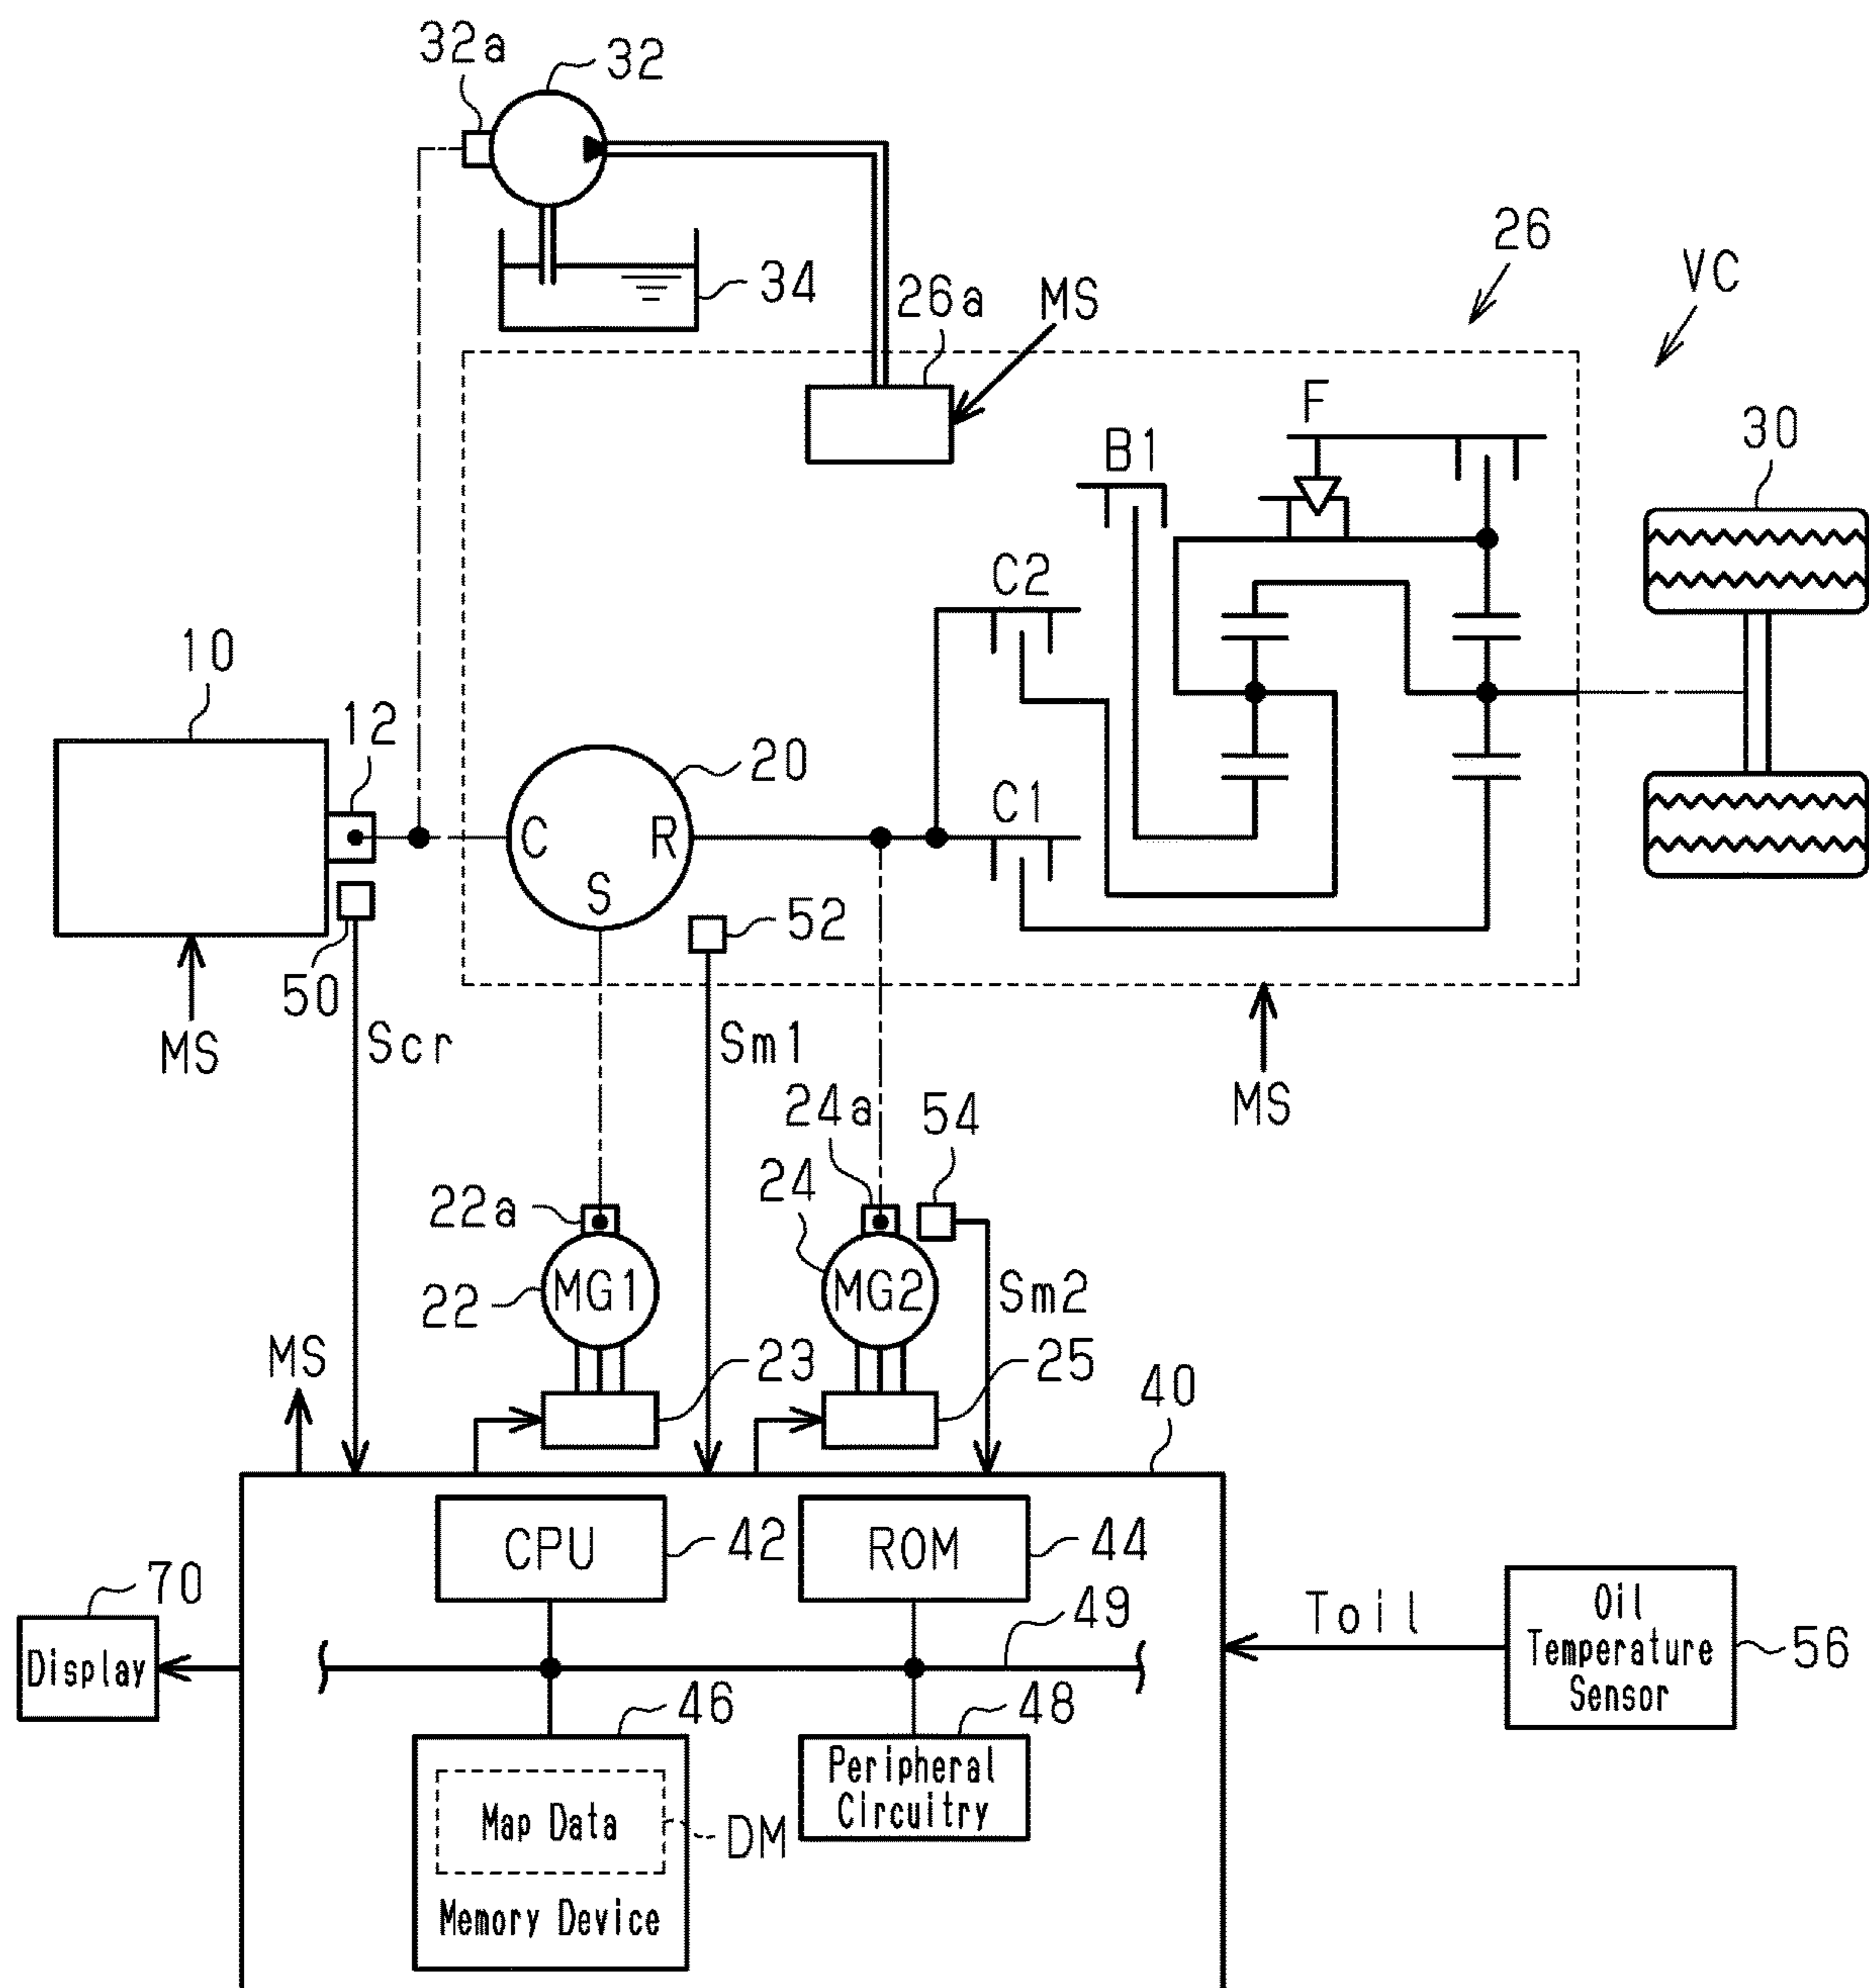 32a
32
34
26a
MS
26
VC
F
B1
30
C2
10
12
20
C1
C
R
S
52
50
MS
Scr
Sm1
MS
24a
54
22a
24
MG1
22
MG2
Sm2
MS
23
25
40
CPU
42
ROM
44
49
70
Display
Toil
Oil
Temperature
Sensor
56
46
48
Map Data
DM
Memory Device
Peripheral
Circuitry